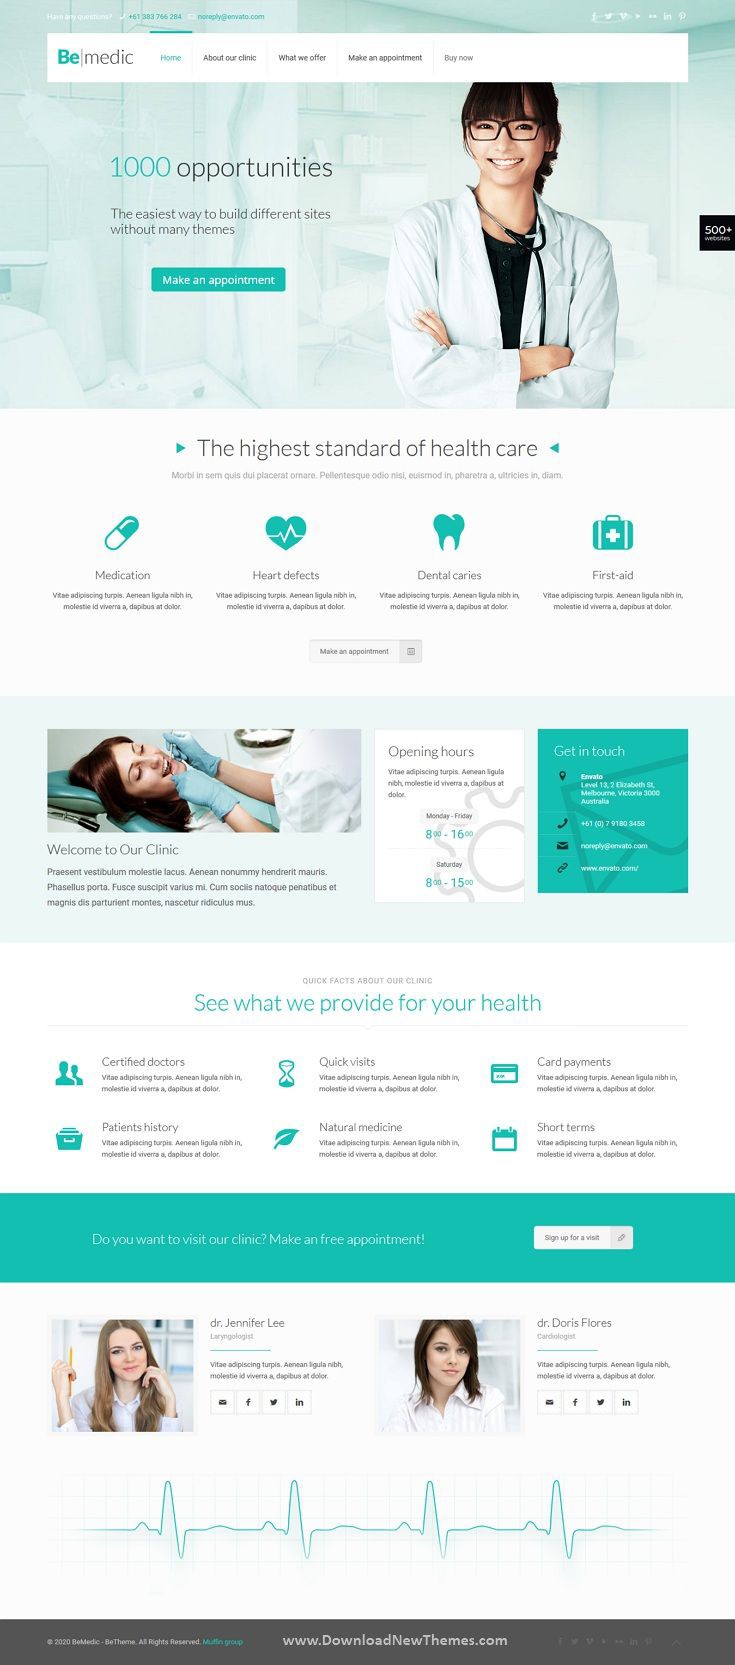 Have any questions? +61 383 766 284 noreply@envato.com
Be|medic
Home About our clinic What we offer Make an appointment Buy now
1000 opportunities
The easiest way to build different sites
without many themes
Make an appointment
500+
websites
The highest standard of health care
Morbi in sem quis dui placerat ornare. Pellentesque odio nisi, euismod in, pharetra a, ultricies in, diam.
Medication
Vitae adipiscing turpis. Aenean ligula nibh in,
molestie id viverra a, dapibus at dolor.
Heart defects
Vitae adipiscing turpis. Aenean ligula nibh in,
molestie id viverra a, dapibus at dolor.
Dental caries
Vitae adipiscing turpis. Aenean ligula nibh in,
molestie id viverra a, dapibus at dolor.
First-aid
Vitae adipiscing turpis. Aenean ligula nibh in,
molestie id viverra a, dapibus at dolor.
Make an appointment
Welcome to Our Clinic
Praesent vestibulum molestie lacus. Aenean nonummy hendrerit mauris.
Phasellus porta. Fusce suscipit varius mi. Cum sociis natoque penatibus et
magnis dis parturient montes, nascetur ridiculus mus.
Opening hours
Vitae adipiscing turpis. Aenean ligula
nibh, molestie id viverra a, dapibus at
dolor.
Monday - Friday
8 00 - 16 00
Saturday
8 00 - 15 00
Get in touch
Envato
Level 13, 2 Elizabeth St,
Melbourne, Victoria 3000
Australia
+61 (0) 7 9180 3458
noreply@envato.com
www.envato.com/
QUICK FACTS ABOUT OUR CLINIC
See what we provide for your health
Certified doctors
Vitae adipiscing turpis. Aenean ligula nibh in,
molestie id viverra a, dapibus at dolor.
Quick visits
Vitae adipiscing turpis. Aenean ligula nibh in,
molestie id viverra a, dapibus at dolor.
Card payments
Vitae adipiscing turpis. Aenean ligula nibh in,
molestie id viverra a, dapibus at dolor.
Patients history
Vitae adipiscing turpis. Aenean ligula nibh in,
molestie id viverra a, dapibus at dolor.
Natural medicine
Vitae adipiscing turpis. Aenean ligula nibh in,
molestie id viverra a, dapibus at dolor.
Short terms
Vitae adipiscing turpis. Aenean ligula nibh in,
molestie id viverra a, dapibus at dolor.
Do you want to visit our clinic? Make an free appointment!
Sign up for a visit
dr. Jennifer Lee
Laryngologist
Vitae adipiscing turpis. Aenean ligula nibh,
molestie id viverra a, dapibus at dolor.
dr. Doris Flores
Cardiologist
Vitae adipiscing turpis. Aenean ligula nibh,
molestie id viverra a, dapibus at dolor.
© 2020 BeMedic - BeTheme. All Rights Reserved. Muffin group
www.DownloadNewThemes.com